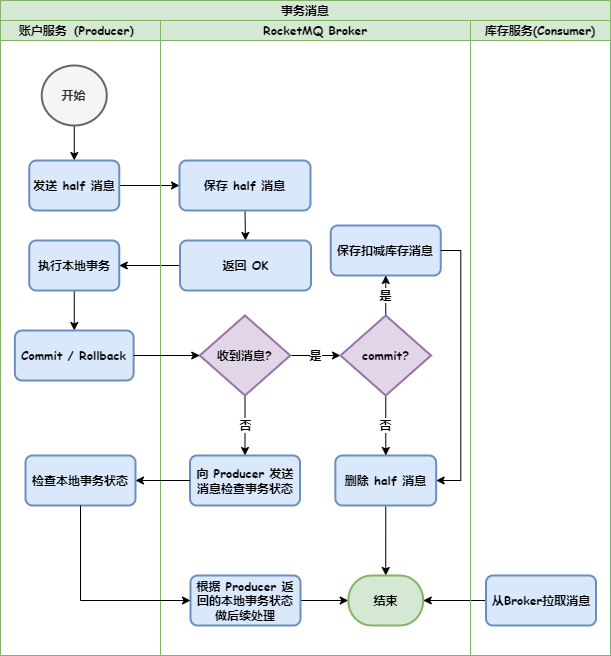 事务消息
账户服务 (Producer)
RocketMQ Broker
库存服务(Consumer)
开始
发送 half 消息
保存 half 消息
执行本地事务
返回 OK
保存扣减库存消息
是
Commit / Rollback
收到消息?
是
commit?
否
否
检查本地事务状态
向 Producer 发送
消息检查事务状态
删除 half 消息
根据 Producer 返
回的本地事务状态
做后续处理
结束
从Broker拉取消息